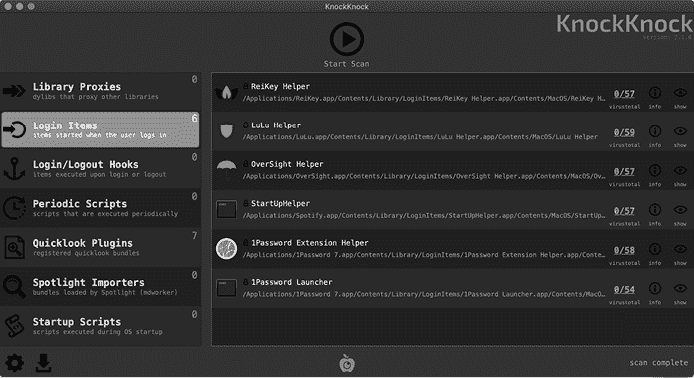 KnockKnock
KnockKnock
Start Scan
Library Proxies
0
dylibs that proxy other libraries
Login Items
6
items started when the user logs in
Login/Logout Hooks
0
items executed upon login or logout
Periodic Scripts
0
scripts that are executed periodically
Quicklook Plugins
7
registered quicklook bundles
Spotlight Importers
0
bundles loaded by Spotlight (mdworker)
Startup Scripts
0
scripts executed during OS startup
ReiKey Helper
/Applications/ReiKey.app/Contents/Library/LoginItems/ReiKey Helper.app/Contents/MacOS/ReiKey H...
0/57
virustotal info show
LuLu Helper
/Applications/LuLu.app/Contents/Library/LoginItems/LuLu Helper.app/Contents/MacOS/LuLu Helper
0/59
virustotal info show
OverSight Helper
/Applications/OverSight.app/Contents/Library/LoginItems/OverSight Helper.app/Contents/MacOS/Ov...
0/57
virustotal info show
StartUpHelper
/Applications/Spotify.app/Contents/Library/LoginItems/StartUpHelper.app/Contents/MacOS/StartUp...
0/57
virustotal info show
1Password Extension Helper
/Applications/1Password 7.app/Contents/Library/LoginItems/1Password Extension Helper.app/Conte...
0/58
virustotal info show
1Password Launcher
/Applications/1Password 7.app/Contents/Library/LoginItems/1Password Launcher.app/Contents/MacO...
0/54
virustotal info show
scan complete